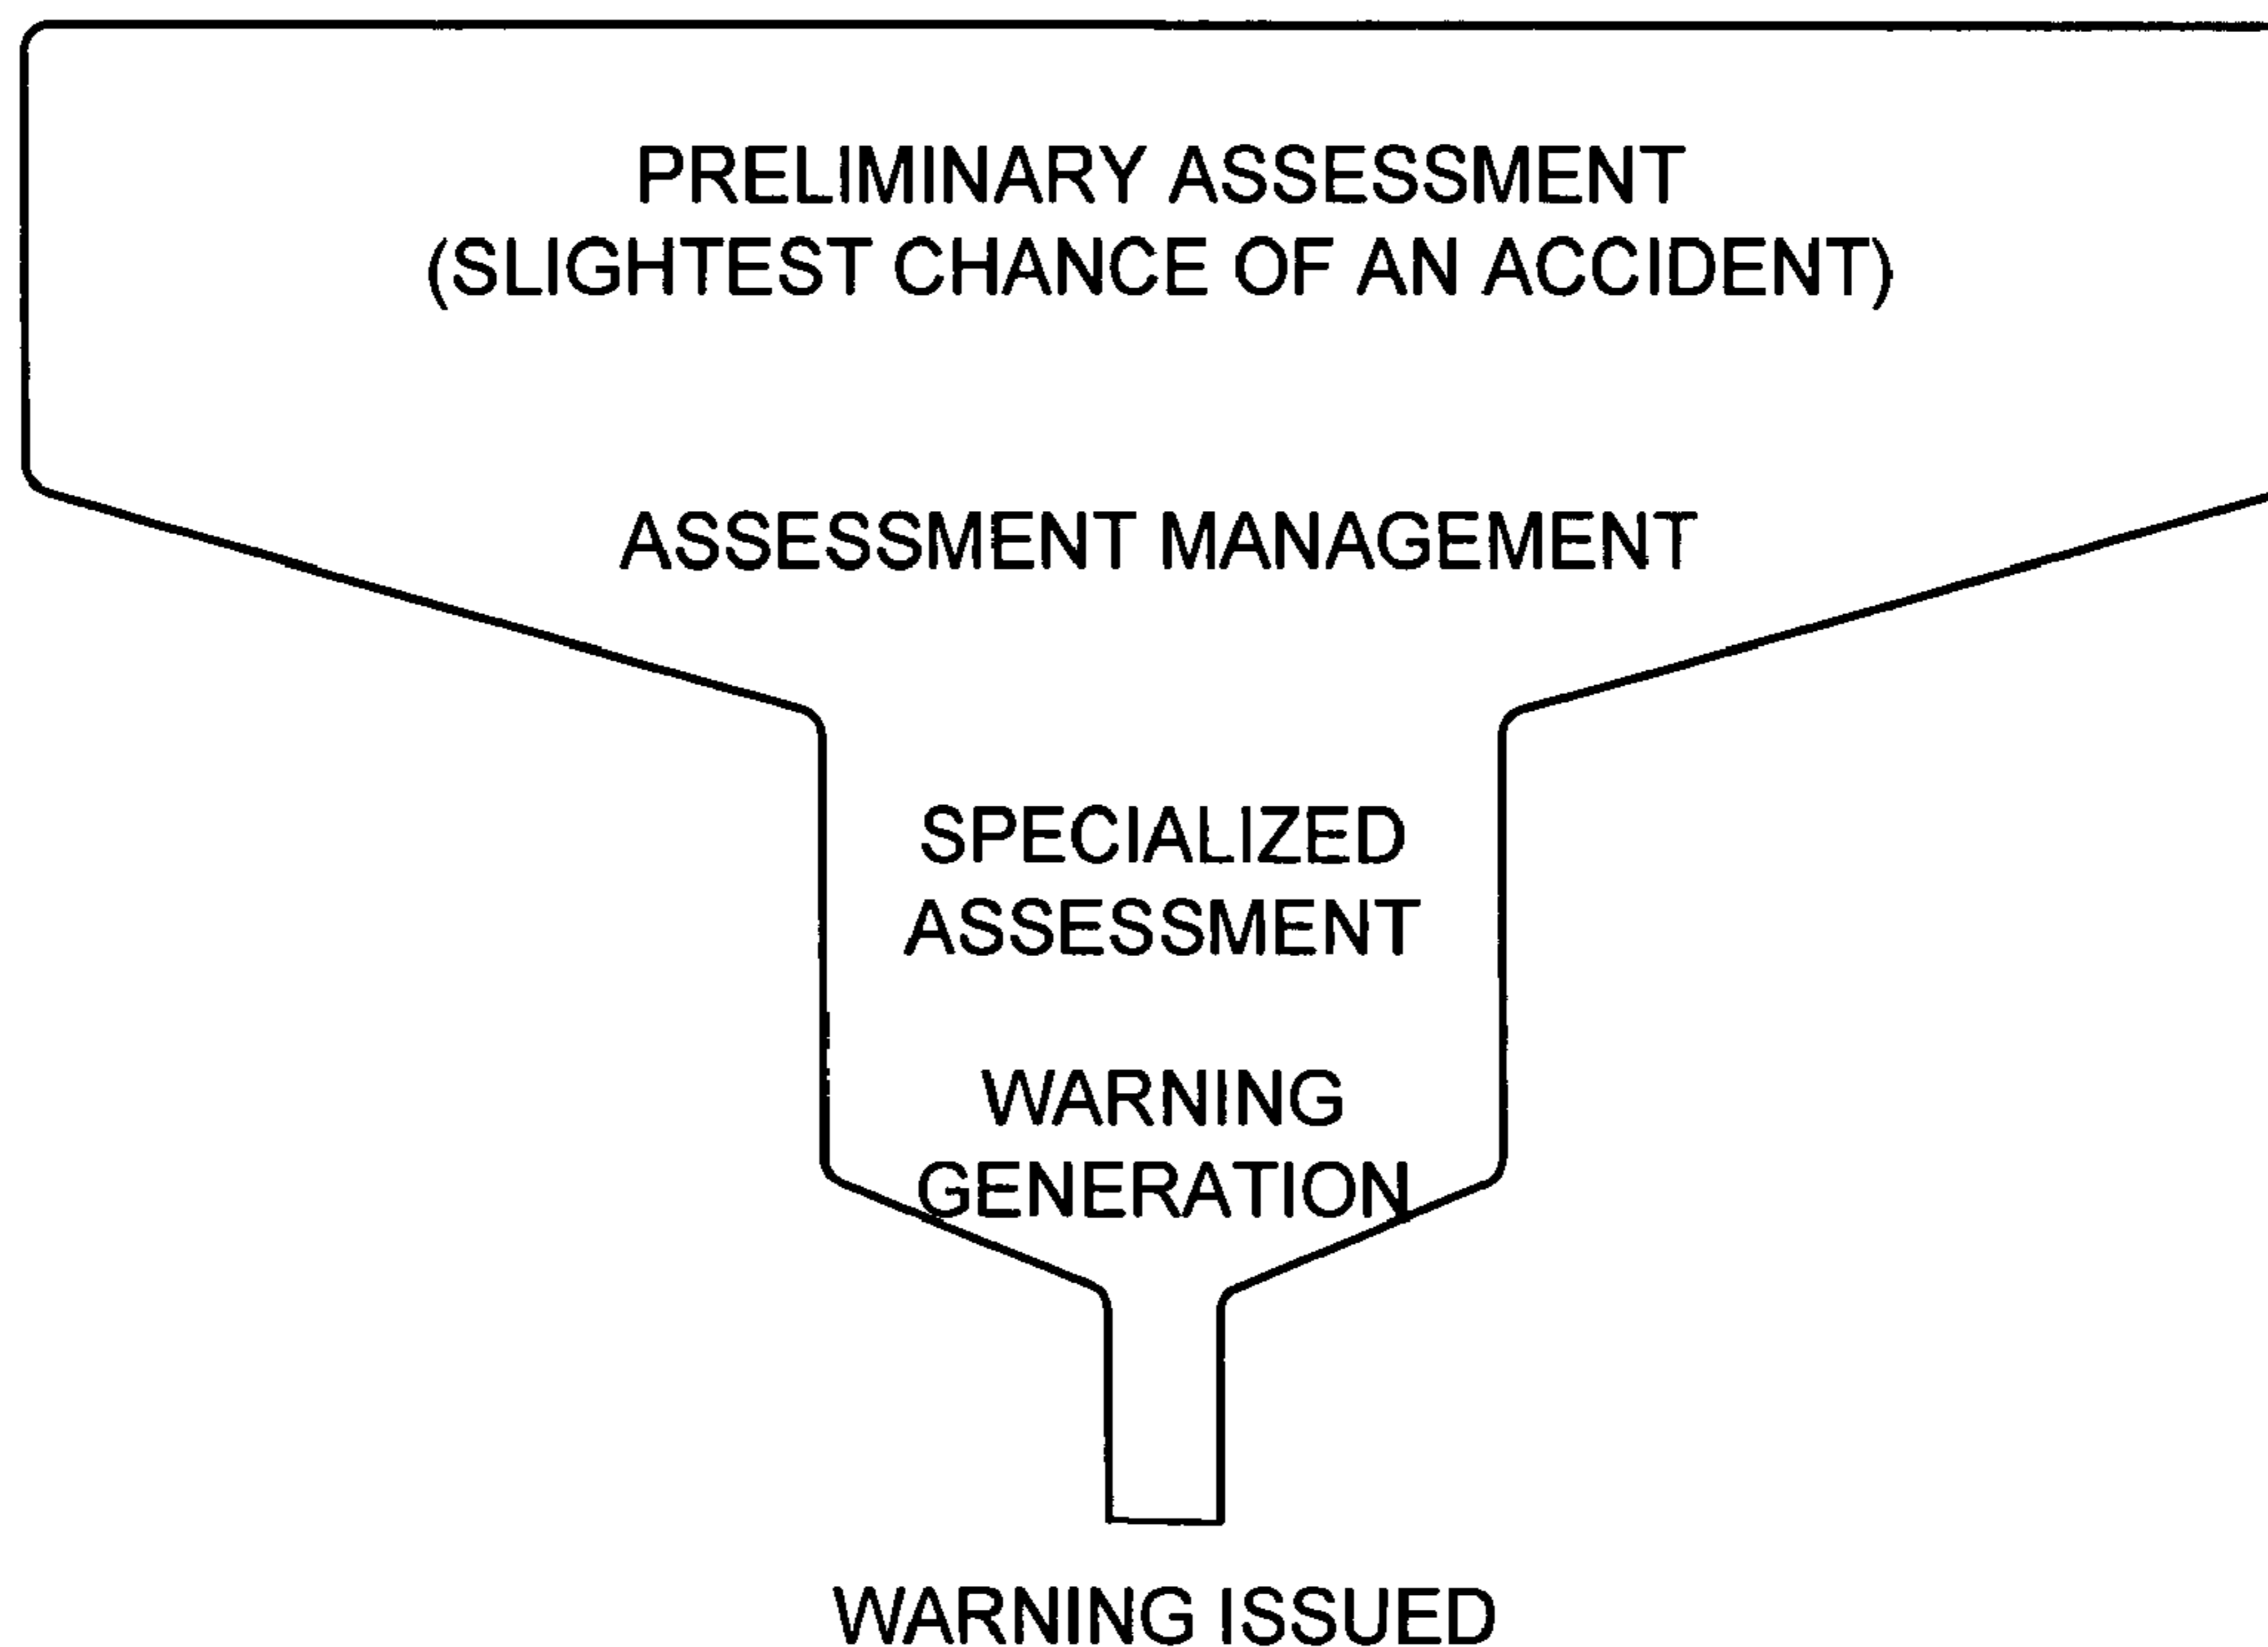 PRELIMINARY ASSESSMENT
(SLIGHTEST CHANCE OF AN ACCIDENT)
ASSESSMENT MANAGEMENT
SPECIALIZED
ASSESSMENT
WARNING
GENERATION
WARNING ISSUED